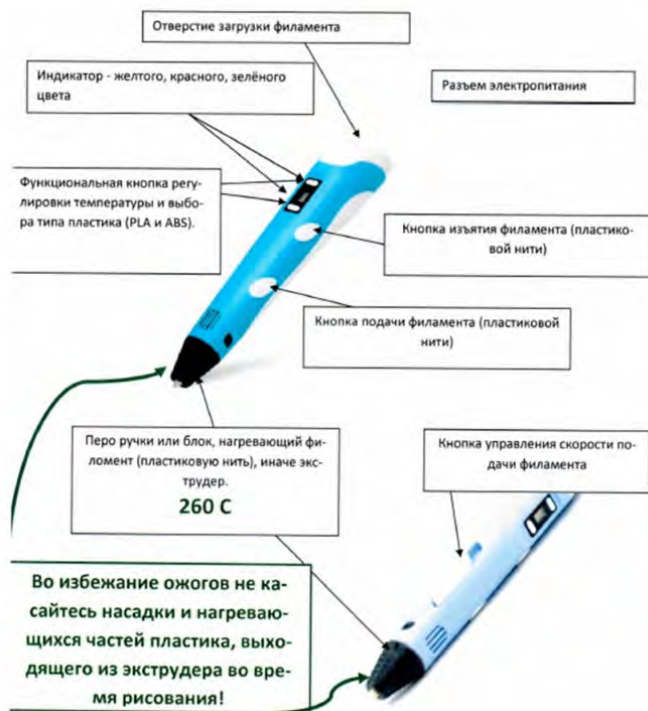 Отверстие загрузки филамента
Индикатор - желтого, красного, зелёного
цвета
Разъем электропитания
Функциональная кнопка регу-
лировки температуры и выбо-
ра типа пластика (PLA и ABS).
Кнопка изъятия филамента (пластико-
вой нити)
Кнопка подачи филамента (пластиковой
нити)
Перо ручки или блок, нагревающий фи-
ломент (пластиковую нить), иначе экс-
трудер.
260 С
Кнопка управления скорости по-
дачи филамента
Во избежание ожогов не ка-
сайтесь насадки и нагреваю-
щихся частей пластика, выхо-
дящего из экструдера во вре-
мя рисования!